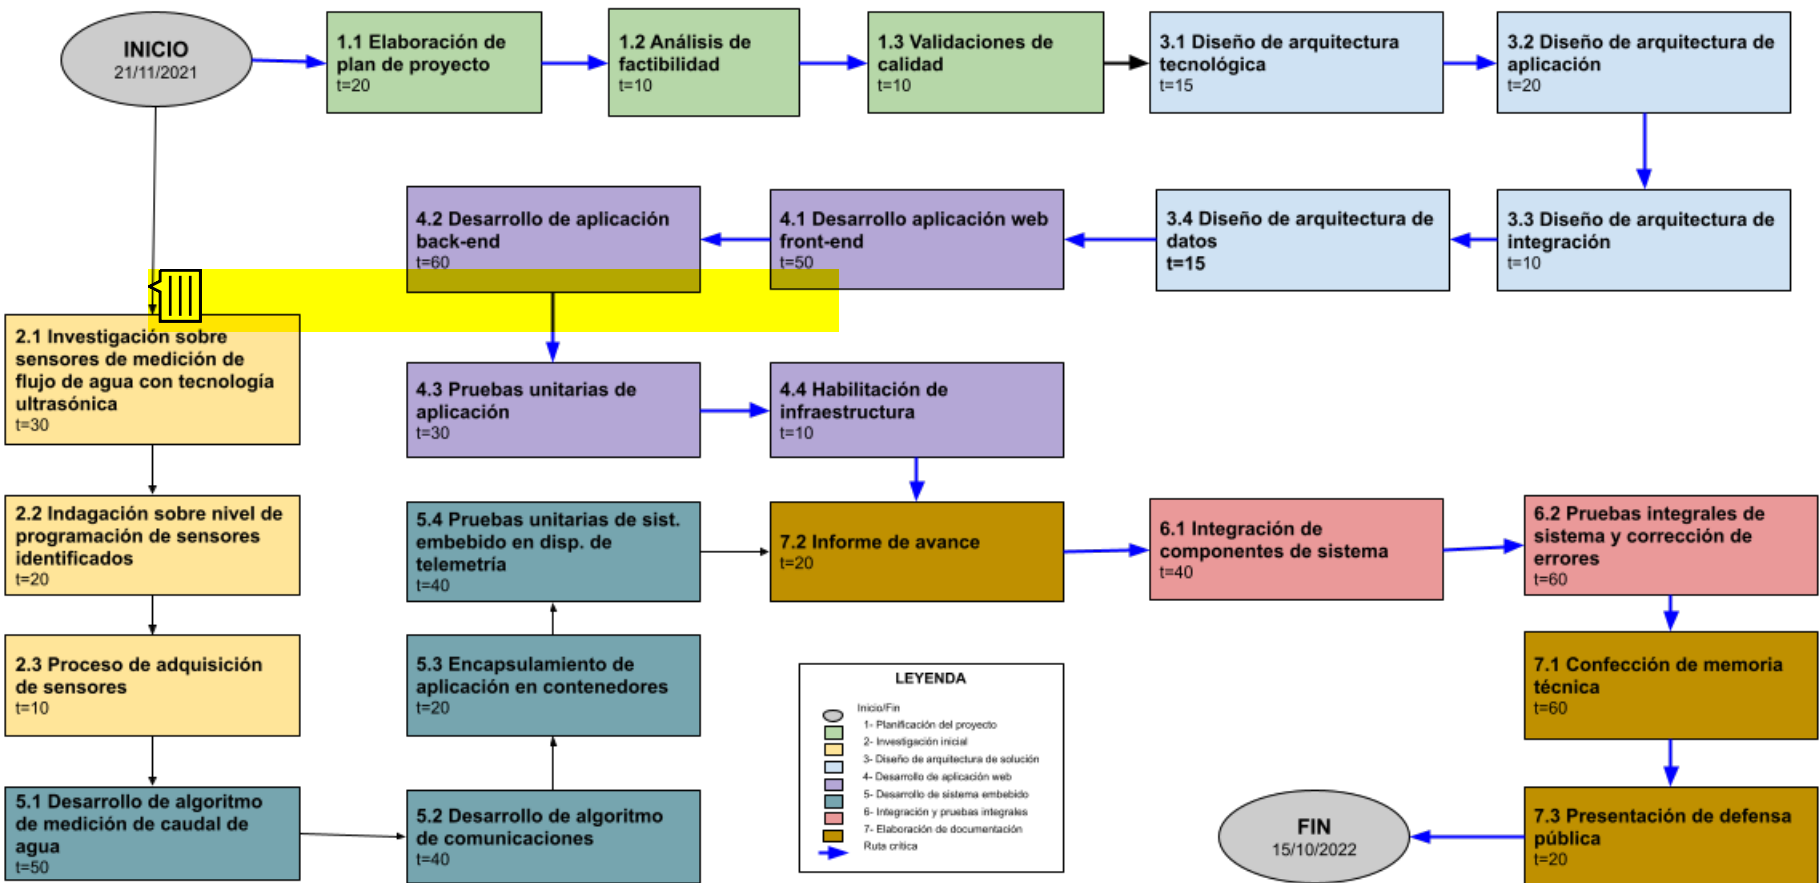 INICIO
21/11/2021
1.1 Elaboración de
plan de proyecto
t=20
1.2 Análisis de
factibilidad
t=10
1.3 Validaciones de
calidad
t=10
3.1 Diseño de arquitectura
tecnológica
t=15
3.2 Diseño de arquitectura de
aplicación
t=20
4.2 Desarrollo de aplicación
back-end
t=60
4.1 Desarrollo aplicación web
front-end
t=50
3.4 Diseño de arquitectura de
datos
t=15
3.3 Diseño de arquitectura de
integración
t=10
2.1 Investigación sobre
sensores de medición de
flujo de agua con tecnología
ultrasónica
t=30
4.3 Pruebas unitarias de
aplicación
t=30
4.4 Habilitación de
infraestructura
t=10
2.2 Indagación sobre nivel de
programación de sensores
identificados
t=20
5.4 Pruebas unitarias de sist.
embebido en disp. de
telemetría
t=40
7.2 Informe de avance
t=20
6.1 Integración de
componentes de sistema
t=40
6.2 Pruebas integrales de
sistema y corrección de
errores
t=60
2.3 Proceso de adquisición
de sensores
t=10
5.3 Encapsulamiento de
aplicación en contenedores
t=20
LEYENDA
Inicio/Fin
1- Planificación del proyecto
2- Investigación inicial
3- Diseño de arquitectura de solución
4- Desarrollo de aplicación web
5- Desarrollo de sistema embebido
6- Integración y pruebas integrales
7- Elaboración de documentación
Ruta crítica
7.1 Confección de memoria
técnica
t=60
5.1 Desarrollo de algoritmo
de medición de caudal de
agua
t=50
5.2 Desarrollo de algoritmo
de comunicaciones
t=40
FIN
15/10/2022
7.3 Presentación de defensa
pública
t=20